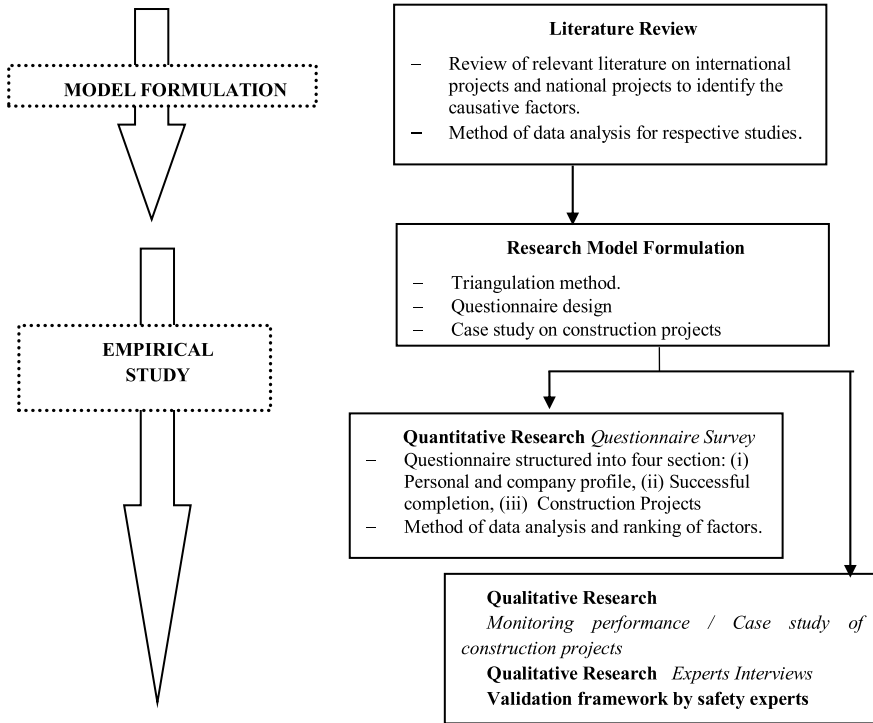 Literature Review
– Review of relevant literature on international
projects and national projects to identify the
causative factors.
– Method of data analysis for respective studies.
MODEL FORMULATION
Research Model Formulation
– Triangulation method.
– Questionnaire design
– Case study on construction projects
EMPIRICAL
STUDY
Quantitative Research Questionnaire Survey
– Questionnaire structured into four section: (i)
Personal and company profile, (ii) Successful
completion, (iii) Construction Projects
– Method of data analysis and ranking of factors.
Qualitative Research
Monitoring performance / Case study of
construction projects
Qualitative Research Experts Interviews
Validation framework by safety experts